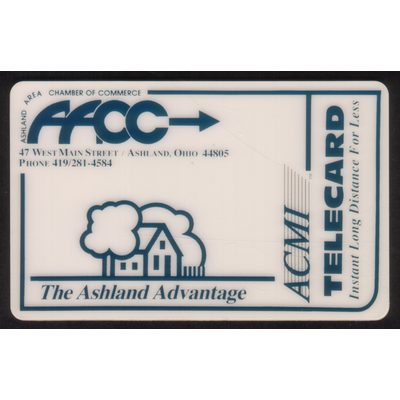 ASHLAND AREA CHAMBER OF COMMERCE
AACC
47 WEST MAIN STREET / ASHLAND, OHIO 44805
PHONE 419/281-4584
The Ashland Advantage
ACMI
TELECARD
Instant Long Distance For Less